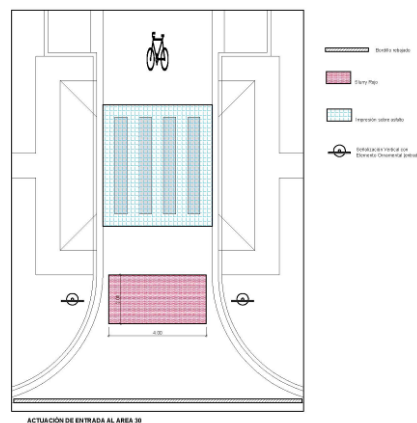 Bordillo rebajado
Slurry Rojo
Impresión sobre asfalto
Señalización Vertical con
Elemento Ornamental (aldea)
4.00
ACTUACIÓN DE ENTRADA AL AREA 30